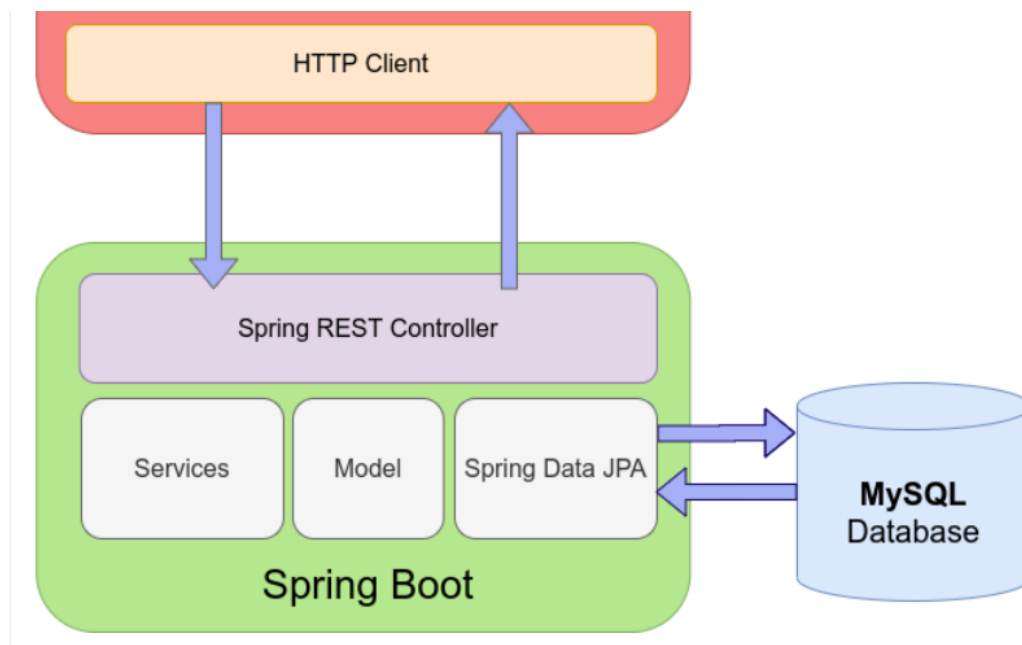 HTTP Client
Spring REST Controller
Services
Model
Spring Data JPA
MySQL
Database
Spring Boot